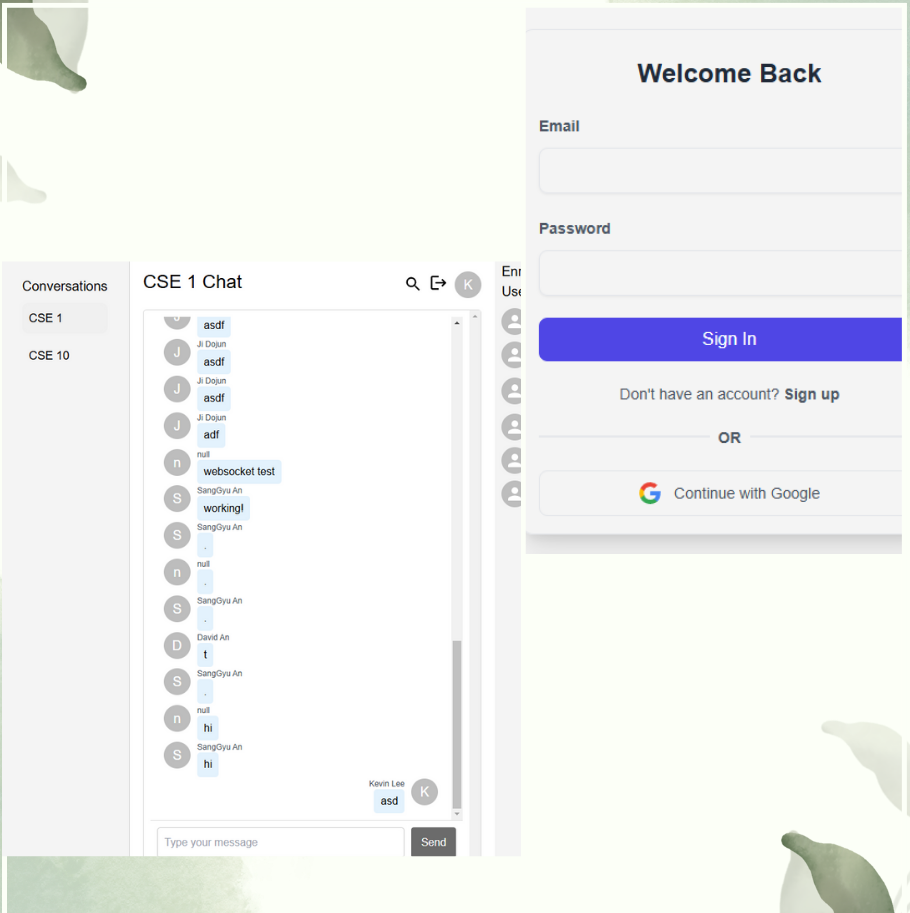 Conversations
CSE 1
CSE 10
CSE 1 Chat
K
J
asdf
Ji Dojun
J
asdf
Ji Dojun
J
asdf
Ji Dojun
J
adf
null
n
websocket test
SangGyu An
S
working!
SangGyu An
S
.
null
n
.
SangGyu An
S
.
David An
D
t
SangGyu An
S
.
null
n
hi
SangGyu An
S
hi
Kevin Lee
K
asd
Type your message
Send
Welcome Back
Email
Password
Sign In
Don't have an account? Sign up
OR
Continue with Google